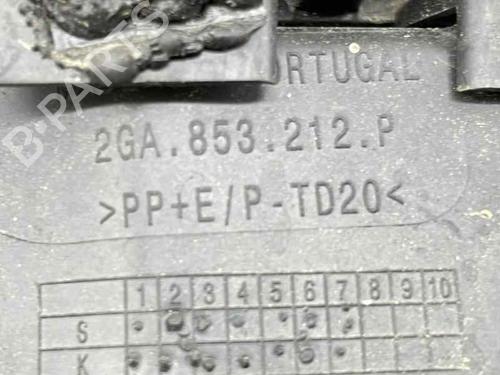 RTUGAL
2GA.853.212.P
>PP+E/P-TD20<
1 2 3 4 5 6 7 8 9 10
S
K
B-PARTS